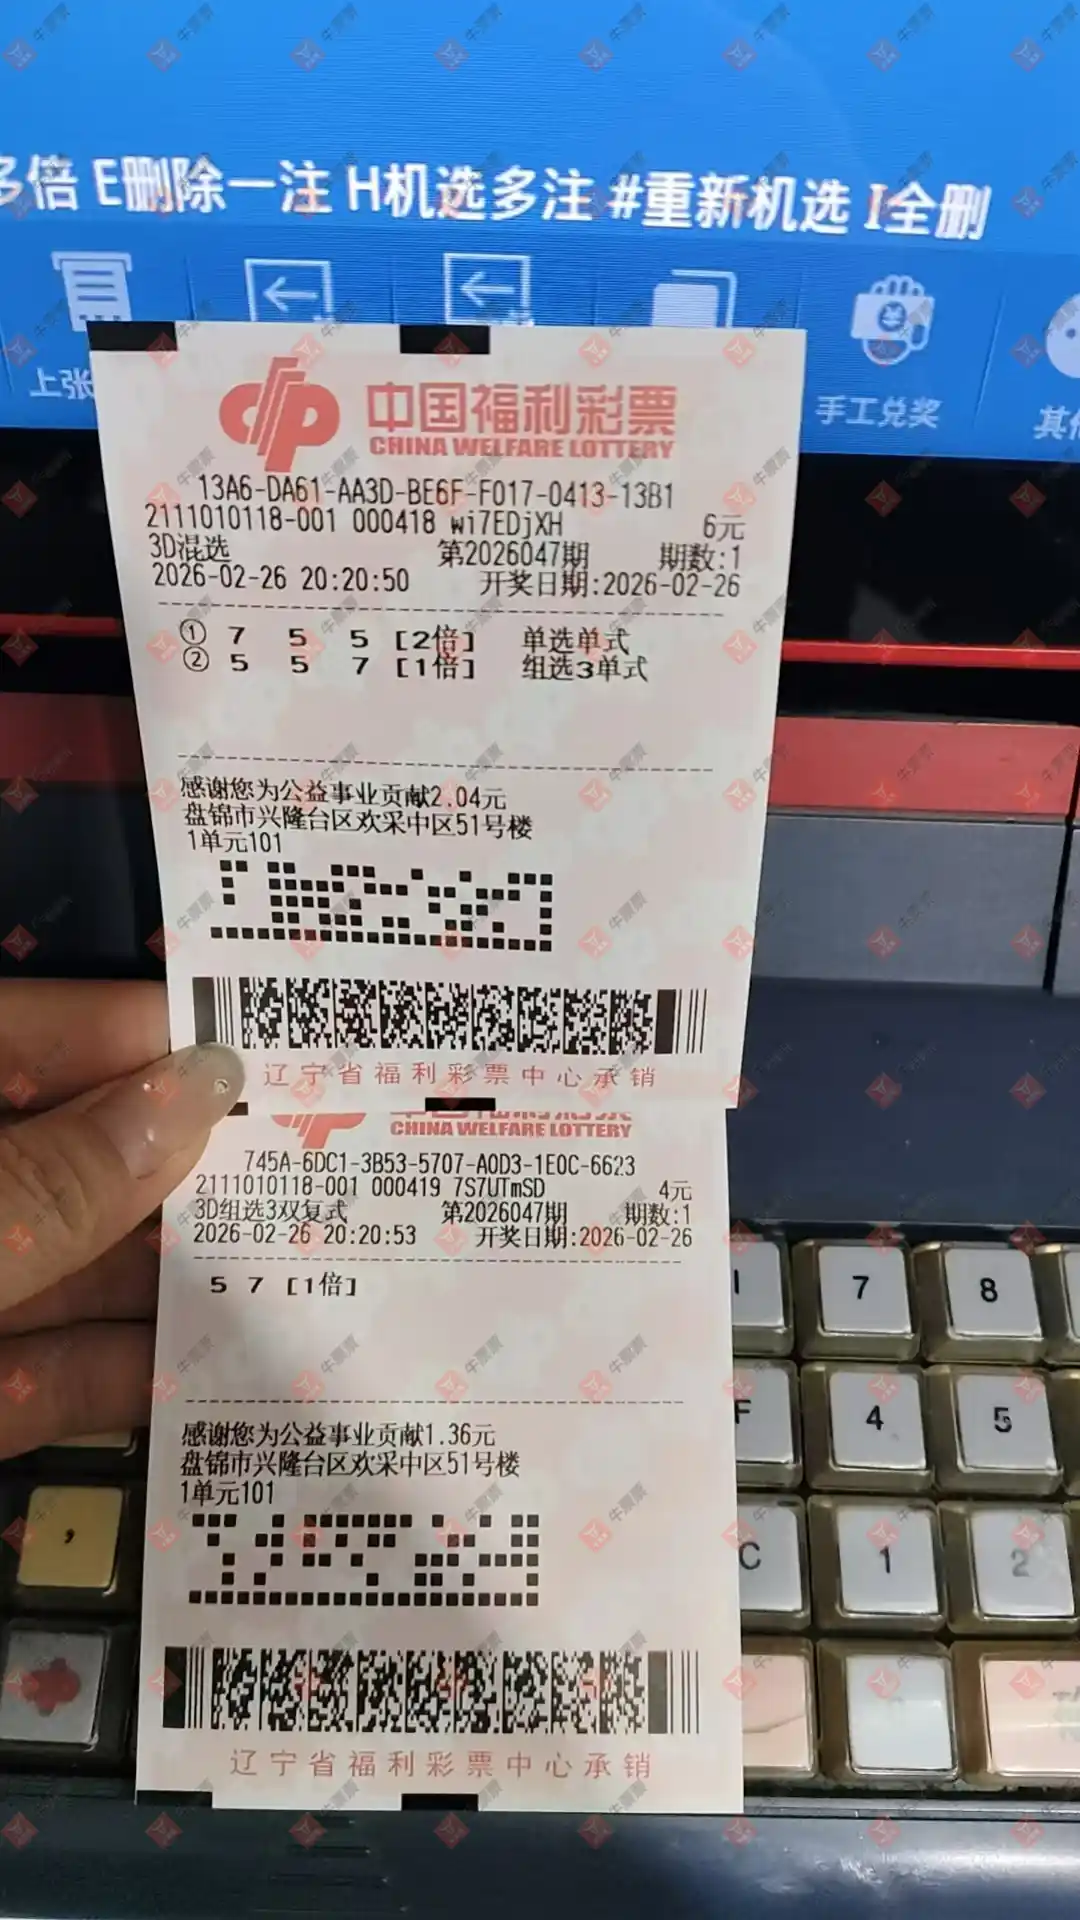 多倍 E删除一注 H机选多注 #重新机选 I全删
上张
手工兑奖
其他
中国福利彩票
CHINA WELFARE LOTTERY
13A6-DA61-AA3D-BE6F-F017-0413-13B1
2111010118-001 000418 wi7EDjXH 6元
3D混选 第2026047期 期数:1
2026-02-26 20:20:50 开奖日期:2026-02-26
① 7 5 5 [2倍] 单选单式
② 5 5 7 [1倍] 组选3单式
感谢您为公益事业贡献2.04元
盘锦市兴隆台区欢采中区51号楼
1单元101
辽宁省福利彩票中心承销
CHINA WELFARE LOTTERY
745A-6DC1-3B53-5707-A0D3-1E0C-6623
2111010118-001 000419 7S7UTmSD 4元
3D组选3双复式 第2026047期 期数:1
2026-02-26 20:20:53 开奖日期:2026-02-26
5 7 [1倍]
感谢您为公益事业贡献1.36元
盘锦市兴隆台区欢采中区51号楼
1单元101
辽宁省福利彩票中心承销
7 8
F 4 5
, C 1 2
牛票票